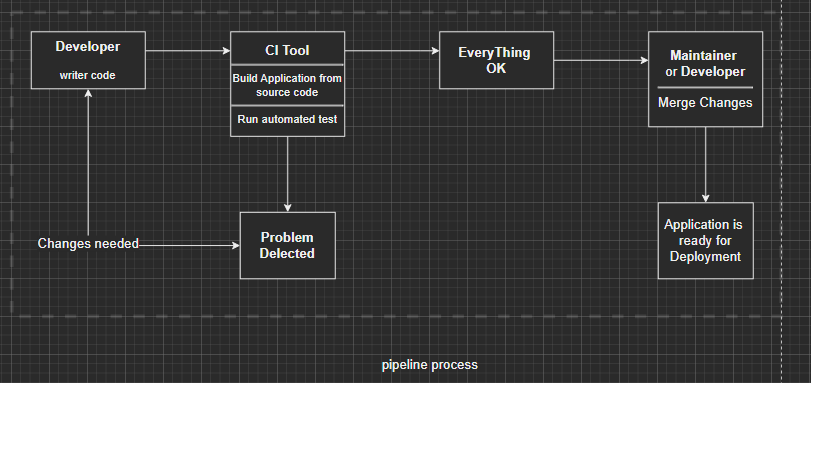 Developer
writer code
CI Tool
Build Application from
source code
Run automated test
EveryThing
OK
Maintainer
or Developer
Merge Changes
Changes needed
Problem
Delected
Application is
ready for
Deployment
pipeline process